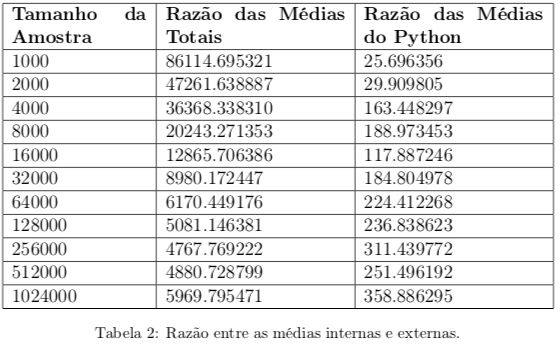 Tamanho da Amostra | Razão das Médias Totais | Razão das Médias do Python
1000 | 86114.695321 | 25.696356
2000 | 47261.638887 | 29.909805
4000 | 36368.338310 | 163.448297
8000 | 20243.271353 | 188.973453
16000 | 12865.706386 | 117.887246
32000 | 8980.172447 | 184.804978
64000 | 6170.449176 | 224.412268
128000 | 5081.146381 | 236.838623
256000 | 4767.769222 | 311.439772
512000 | 4880.728799 | 251.496192
1024000 | 5969.795471 | 358.886295
Tabela 2: Razão entre as médias internas e externas.